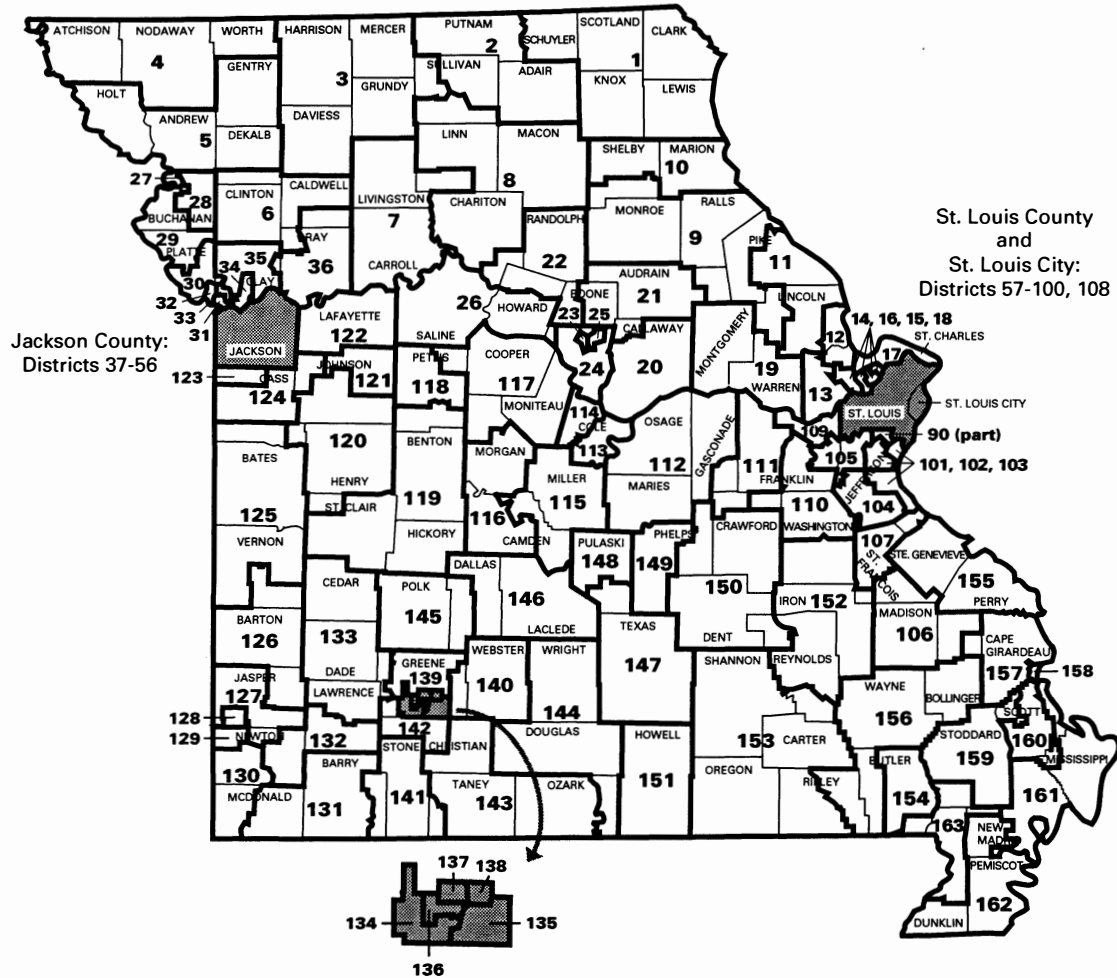 ATCHISON
NODAWAY
WORTH
HARRISON
MERCER
PUTNAM
SCHUYLER
SCOTLAND
CLARK
4
3
2
1
GENTRY
SULLIVAN
ADAIR
KNOX
LEWIS
HOLT
GRUNDY
ANDREW
5
DEKALB
DAVIESS
LINN
MACON
SHELBY
MARION
10
27
28
CLINTON
6
CALDWELL
LIVINGSTON
7
8
CHARITON
RANDOLPH
MONROE
RALLS
9
BUCHANAN
29
PLATTE
35
34
CLAY
RAY
36
CARROLL
22
AUDRAIN
21
PIKE
11
LINCOLN
St. Louis County
and
St. Louis City:
Districts 57-100, 108
30
32
33
31
26
HOWARD
BOONE
23
25
CALLAWAY
MONTGOMERY
12
14, 16, 15, 18
ST. CHARLES
17
Jackson County:
Districts 37-56
JACKSON
LAFAYETTE
122
SALINE
COOPER
117
24
20
19
WARREN
13
ST. LOUIS
ST. LOUIS CITY
123
CASS
124
JOHNSON
121
PETTIS
118
MONITEAU
114
COLE
113
OSAGE
112
GASCONADE
109
90 (part)
105
101, 102, 103
120
BENTON
MORGAN
MILLER
115
MARIES
111
FRANKLIN
110
JEFFERSON
104
BATES
125
VERNON
HENRY
ST. CLAIR
119
HICKORY
116
CAMDEN
PULASKI
148
PHELPS
149
CRAWFORD
150
WASHINGTON
107
ST. FRANCOIS
STE. GENEVIEVE
155
PERRY
CEDAR
133
DADE
POLK
145
DALLAS
146
LACLEDE
TEXAS
147
DENT
IRON
152
REYNOLDS
MADISON
106
BARTON
126
JASPER
127
LAWRENCE
GREENE
139
WEBSTER
140
WRIGHT
144
SHANNON
WAYNE
156
BOLLINGER
CAPE
GIRARDEAU
157
158
128
129
NEWTON
130
132
BARRY
142
STONE
CHRISTIAN
DOUGLAS
HOWELL
151
153
CARTER
OREGON
RIPLEY
BUTLER
154
STODDARD
159
SCOTT
160
MISSISSIPPI
161
MCDONALD
131
141
TANEY
143
OZARK
163
NEW
MADRID
PEMISCOT
162
DUNKLIN
137
138
134
135
136